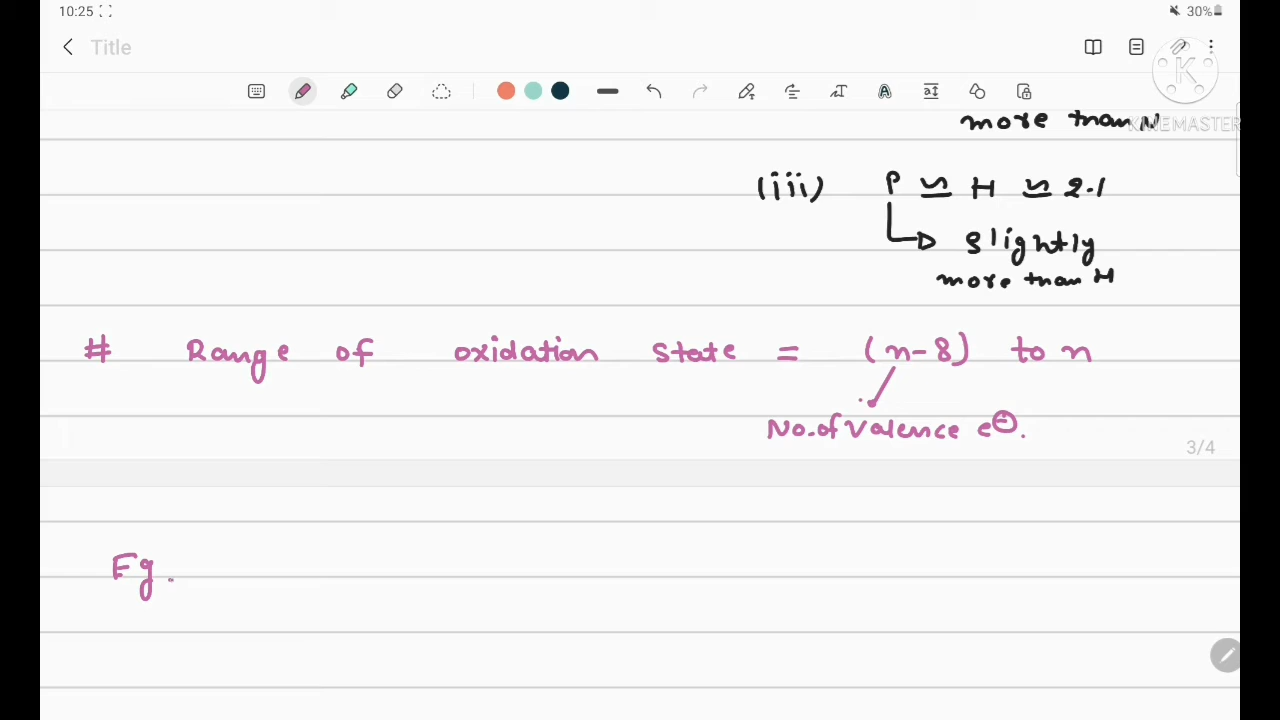 10:25
30%
Title
more than N
KINEMASTER
(iii) P ≌ H ≌ 2.1
slightly
more than H
# Range of oxidation state = (n-8) to n
No. of valence e⊖.
3/4
Eg.